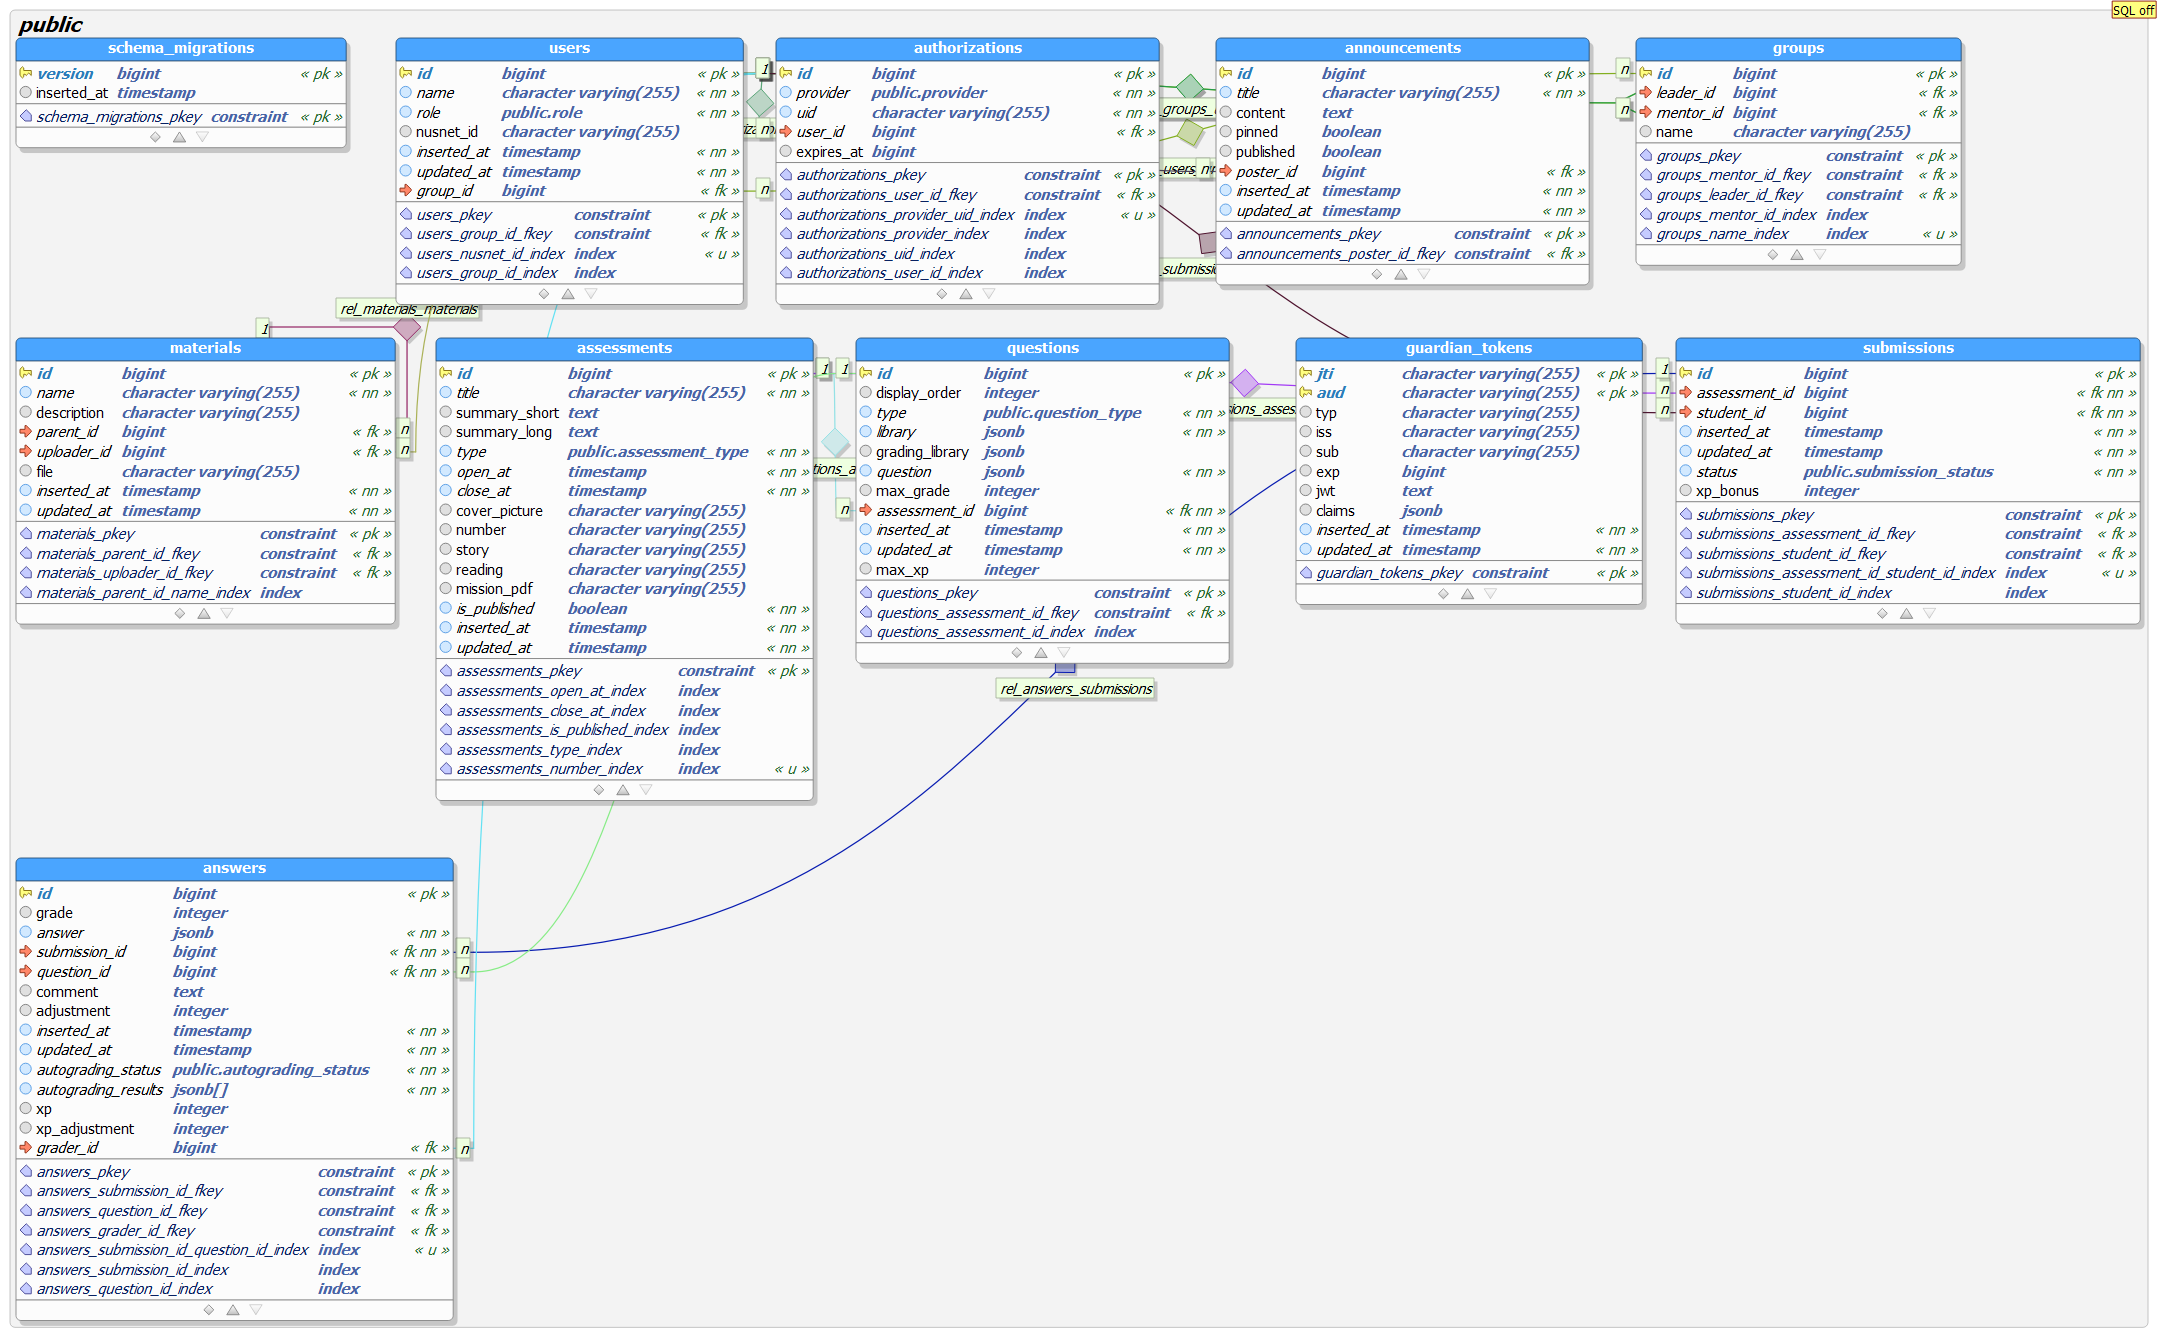 SQL off
public
schema_migrations
version bigint « pk »
inserted_at timestamp
schema_migrations_pkey constraint « pk »
users
id bigint « pk »
name character varying(255) « nn »
role public.role « nn »
nusnet_id character varying(255)
inserted_at timestamp « nn »
updated_at timestamp « nn »
group_id bigint « fk »
users_pkey constraint « pk »
users_group_id_fkey constraint « fk »
users_nusnet_id_index index « u »
users_group_id_index index
1
n
authorizations
id bigint « pk »
provider public.provider « nn »
uid character varying(255) « nn »
user_id bigint « fk »
expires_at bigint
authorizations_pkey constraint « pk »
authorizations_user_id_fkey constraint « fk »
authorizations_provider_uid_index index « u »
authorizations_provider_index index
authorizations_uid_index index
authorizations_user_id_index index
announcements
id bigint « pk »
title character varying(255) « nn »
content text
pinned boolean
published boolean
poster_id bigint « fk »
inserted_at timestamp « nn »
updated_at timestamp « nn »
announcements_pkey constraint « pk »
announcements_poster_id_fkey constraint « fk »
n
n
groups
id bigint « pk »
leader_id bigint « fk »
mentor_id bigint « fk »
name character varying(255)
groups_pkey constraint « pk »
groups_mentor_id_fkey constraint « fk »
groups_leader_id_fkey constraint « fk »
groups_mentor_id_index index
groups_name_index index « u »
rel_materials_materials
1
materials
id bigint « pk »
name character varying(255) « nn »
description character varying(255)
parent_id bigint « fk »
uploader_id bigint « fk »
file character varying(255)
inserted_at timestamp « nn »
updated_at timestamp « nn »
materials_pkey constraint « pk »
materials_parent_id_fkey constraint « fk »
materials_uploader_id_fkey constraint « fk »
materials_parent_id_name_index index
n
n
assessments
id bigint « pk »
title character varying(255) « nn »
summary_short text
summary_long text
type public.assessment_type « nn »
open_at timestamp « nn »
close_at timestamp « nn »
cover_picture character varying(255)
number character varying(255)
story character varying(255)
reading character varying(255)
mission_pdf character varying(255)
is_published boolean « nn »
inserted_at timestamp « nn »
updated_at timestamp « nn »
assessments_pkey constraint « pk »
assessments_open_at_index index
assessments_close_at_index index
assessments_is_published_index index
assessments_type_index index
assessments_number_index index « u »
1 1
n
questions
id bigint « pk »
display_order integer
type public.question_type « nn »
library jsonb « nn »
grading_library jsonb
question jsonb « nn »
max_grade integer
assessment_id bigint « fk nn »
inserted_at timestamp « nn »
updated_at timestamp « nn »
max_xp integer
questions_pkey constraint « pk »
questions_assessment_id_fkey constraint « fk »
questions_assessment_id_index index
rel_answers_submissions
guardian_tokens
jti character varying(255) « pk »
aud character varying(255) « pk »
typ character varying(255)
iss character varying(255)
sub character varying(255)
exp bigint
jwt text
claims jsonb
inserted_at timestamp « nn »
updated_at timestamp « nn »
guardian_tokens_pkey constraint « pk »
1
n
n
submissions
id bigint « pk »
assessment_id bigint « fk nn »
student_id bigint « fk nn »
inserted_at timestamp « nn »
updated_at timestamp « nn »
status public.submission_status « nn »
xp_bonus integer
submissions_pkey constraint « pk »
submissions_assessment_id_fkey constraint « fk »
submissions_student_id_fkey constraint « fk »
submissions_assessment_id_student_id_index index « u »
submissions_student_id_index index
answers
id bigint « pk »
grade integer
answer jsonb « nn »
submission_id bigint « fk nn » n
question_id bigint « fk nn » n
comment text
adjustment integer
inserted_at timestamp « nn »
updated_at timestamp « nn »
autograding_status public.autograding_status « nn »
autograding_results jsonb[] « nn »
xp integer
xp_adjustment integer
grader_id bigint « fk » n
answers_pkey constraint « pk »
answers_submission_id_fkey constraint « fk »
answers_question_id_fkey constraint « fk »
answers_grader_id_fkey constraint « fk »
answers_submission_id_question_id_index index « u »
answers_submission_id_index index
answers_question_id_index index